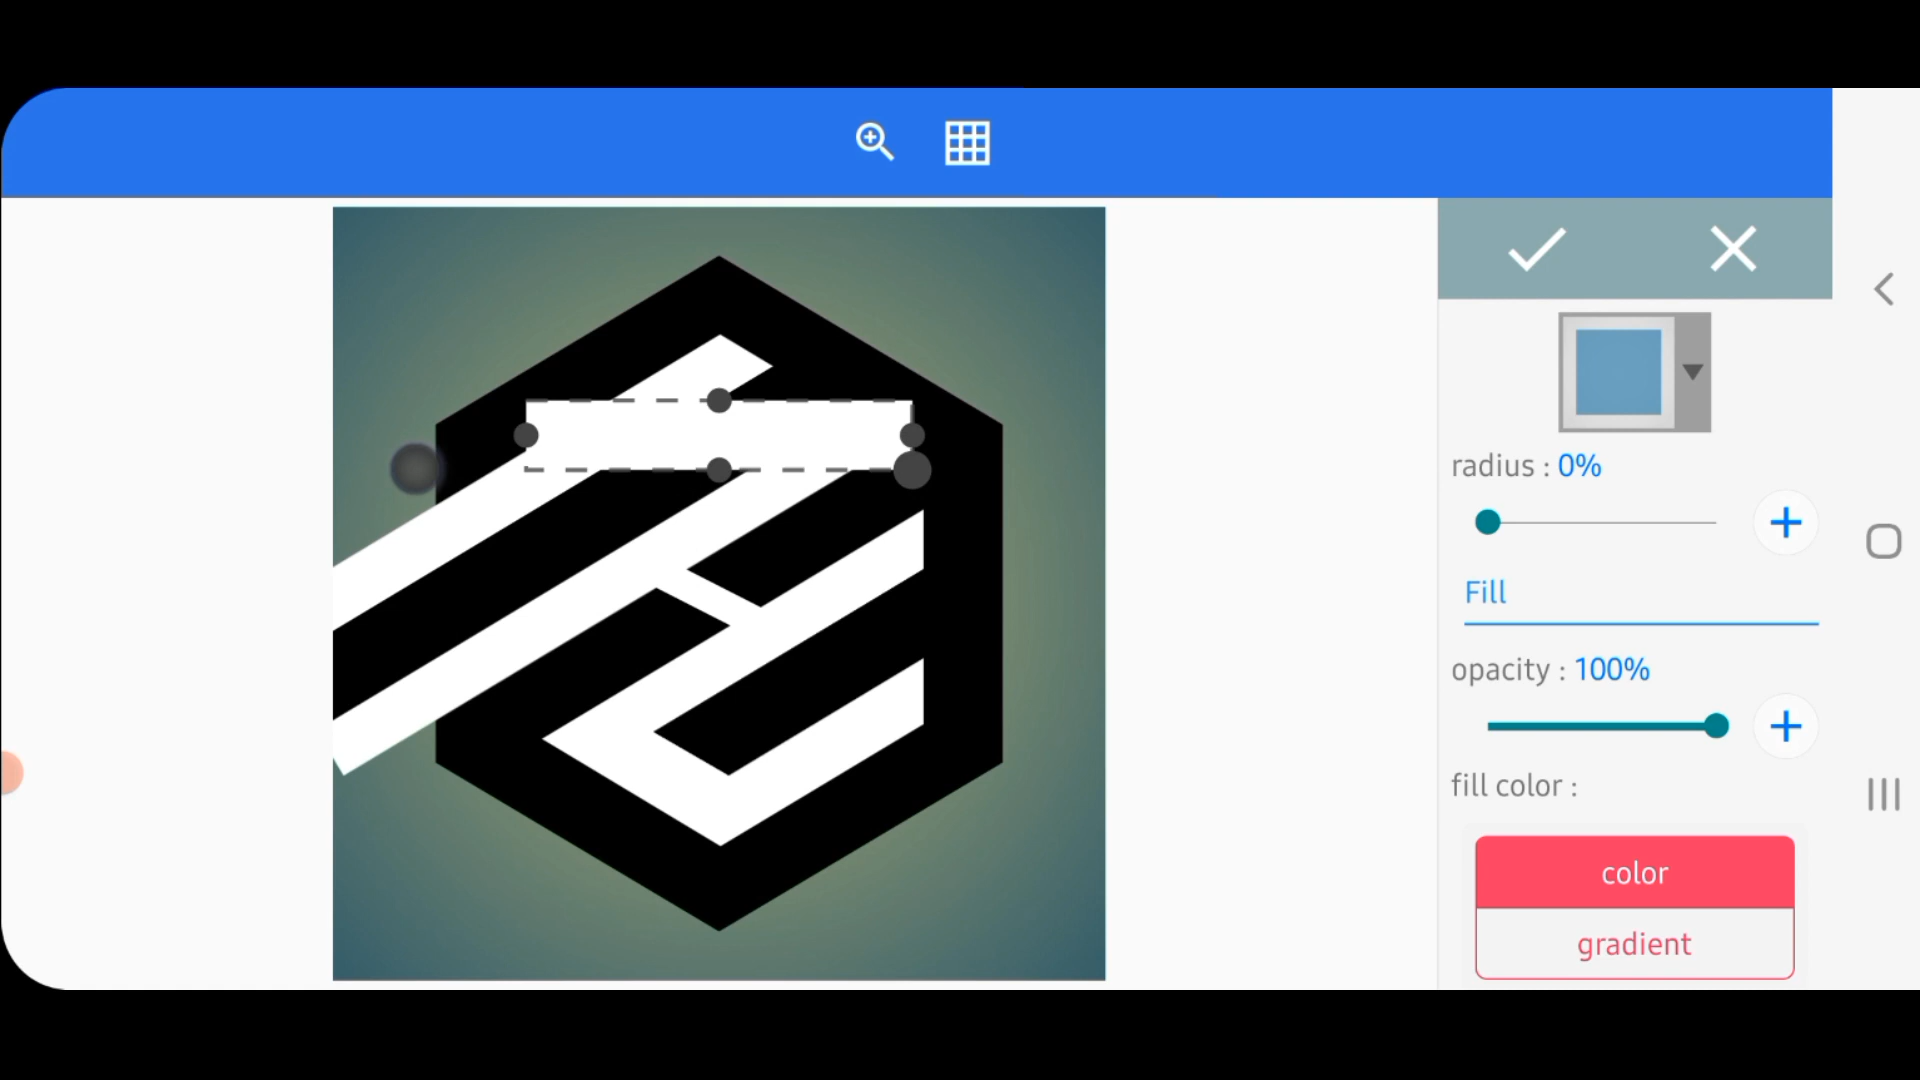 radius : 0%
Fill
opacity : 100%
fill color :
color
gradient